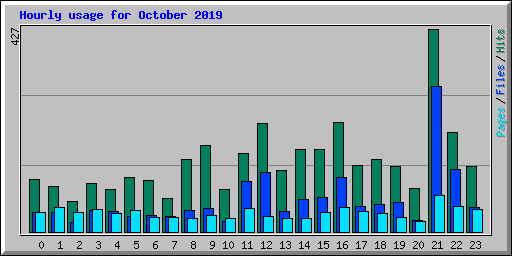 Hourly usage for October 2019
427
Pages/Files/Hits
0 1 2 3 4 5 6 7 8 9 10 11 12 13 14 15 16 17 18 19 20 21 22 23